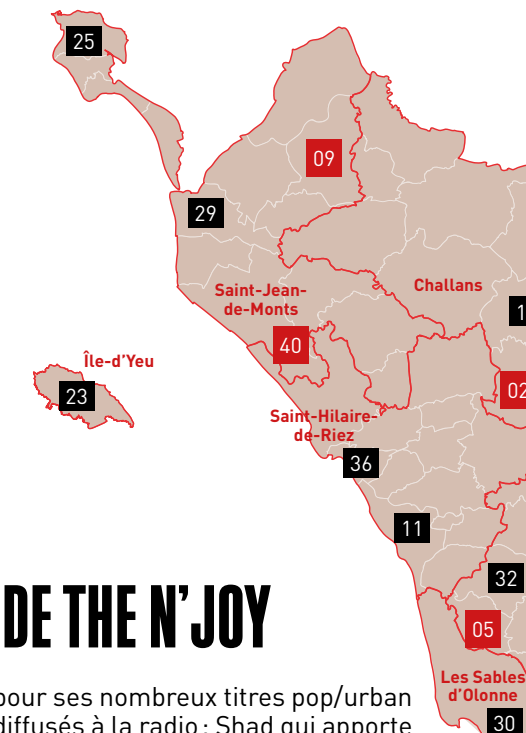 25
09
29
Saint-Jean-
de-Monts
Challans
1
40
Île-d’Yeu
02
23
Saint-Hilaire-
de-Riez
36
11
32
DE THE N’JOY
05
Les Sables
d’Olonne
pour ses nombreux titres pop/urban
30
diffusés à la radio ; Shad qui apporte